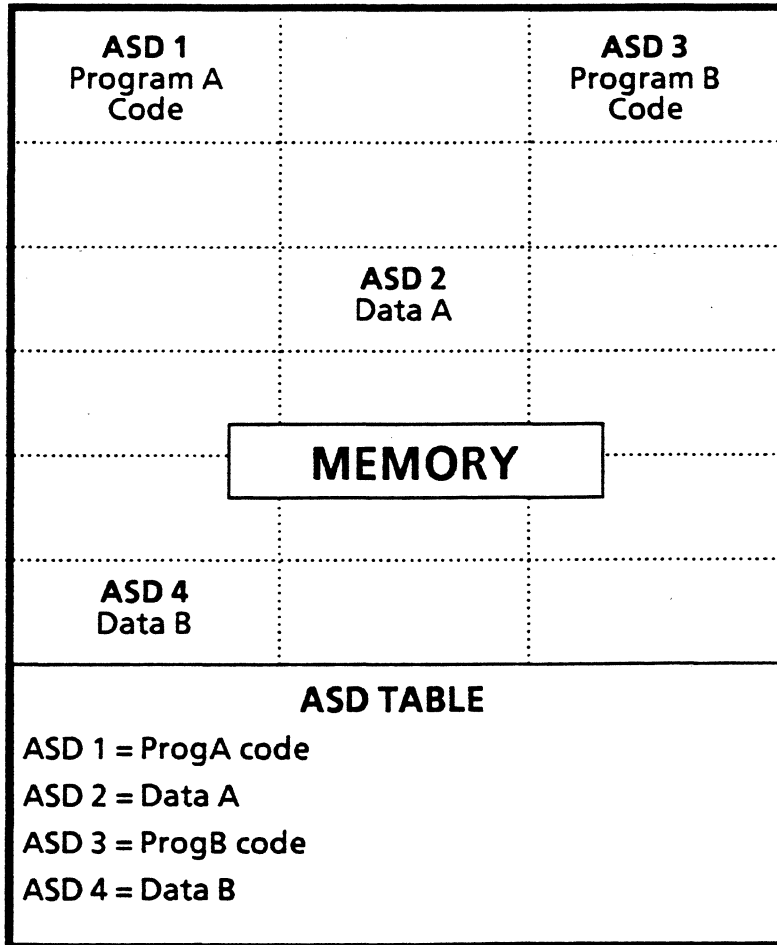 ASD 1
Program A
Code
ASD 3
Program B
Code
ASD 2
Data A
MEMORY
ASD 4
Data B
ASD TABLE
ASD 1 = ProgA code
ASD 2 = Data A
ASD 3 = ProgB code
ASD 4 = Data B